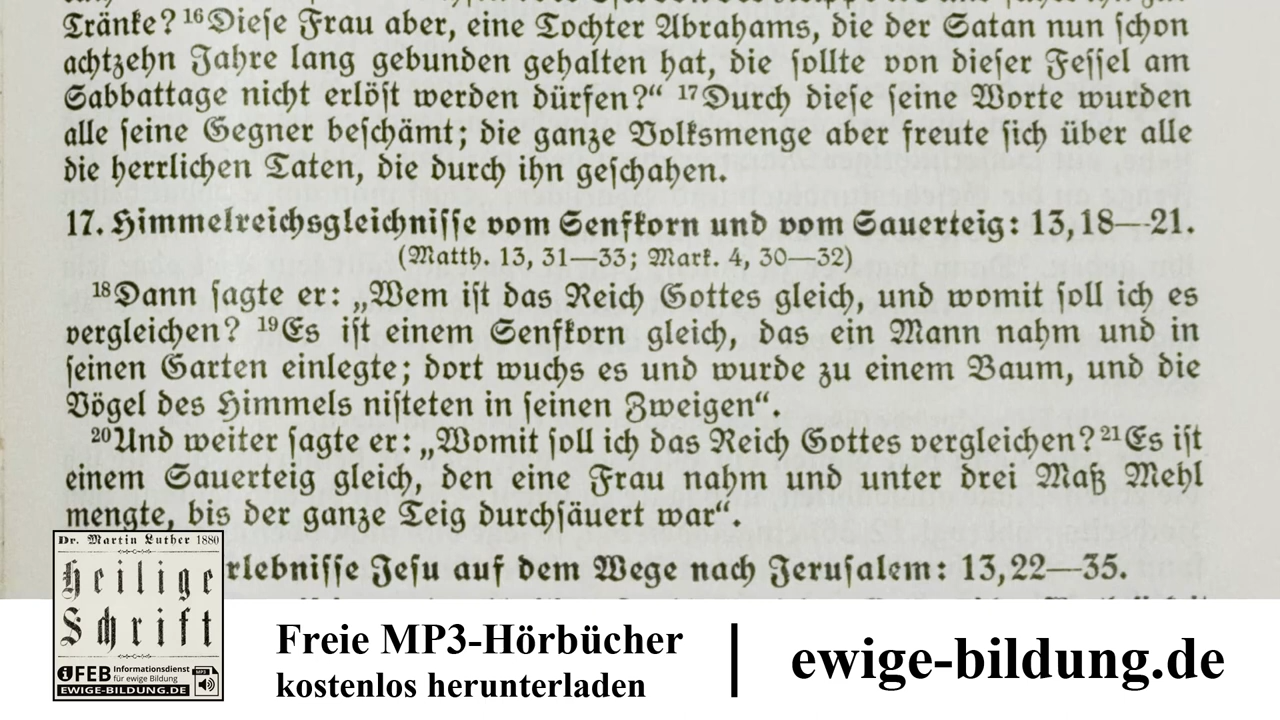 Tränke? 16Dieſe Frau aber, eine Tochter Abrahams, die der Satan nun ſchon
achtzehn Jahre lang gebunden gehalten hat, die ſollte von dieſer Feſſel am
Sabbattage nicht erlöſt werden dürfen?“ 17Durch dieſe ſeine Worte wurden
alle ſeine Gegner beſchämt; die ganze Volksmenge aber freute ſich über alle
die herrlichen Taten, die durch ihn geſchahen.
17. Himmelreichsgleichniſſe vom Senfkorn und vom Sauerteig: 13,18—21.
(Matth. 13, 31—33; Mark. 4, 30—32)
18Dann ſagte er: „Wem iſt das Reich Gottes gleich, und womit ſoll ich es
vergleichen? 19Es iſt einem Senfkorn gleich, das ein Mann nahm und in
ſeinen Garten einlegte; dort wuchs es und wurde zu einem Baum, und die
Vögel des Himmels niſteten in ſeinen Zweigen“.
20Und weiter ſagte er: „Womit ſoll ich das Reich Gottes vergleichen? 21Es iſt
einem Sauerteig gleich, den eine Frau nahm und unter drei Maß Mehl
mengte, bis der ganze Teig durchſäuert war“.
rlebniſſe Jeſu auf dem Wege nach Jeruſalem: 13,22—35.
Dr. Martin Luther 1880
Heilige
Schrift
iFEB Informationsdienst
für ewige Bildung
MP3
EWIGE-BILDUNG.DE
Freie MP3-Hörbücher
kostenlos herunterladen
ewige-bildung.de